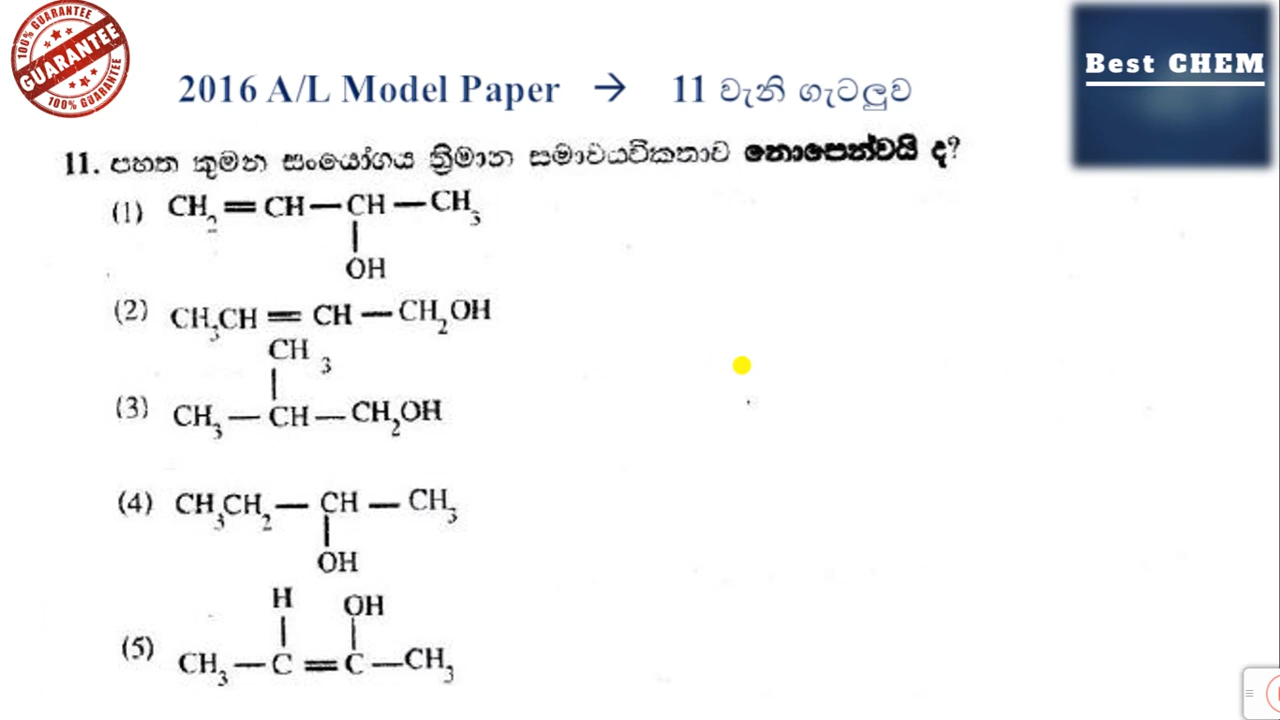 100% GUARANTEE
GUARANTEE
100% GUARANTEE
Best CHEM
2016 A/L Model Paper → 11 වැනි ගැටලුව
11. පහත කුමන සංයෝගය ත්‍රිමාන සමාවයවිකතාව නොපෙන්වයි ද?
(1) CH₂ = CH — CH — CH₃
|
OH
(2) CH₃CH = CH — CH₂OH
CH₃
|
(3) CH₃ — CH — CH₂OH
(4) CH₃CH₂ — CH — CH₃
|
OH
H OH
| |
(5) CH₃ — C = C — CH₃